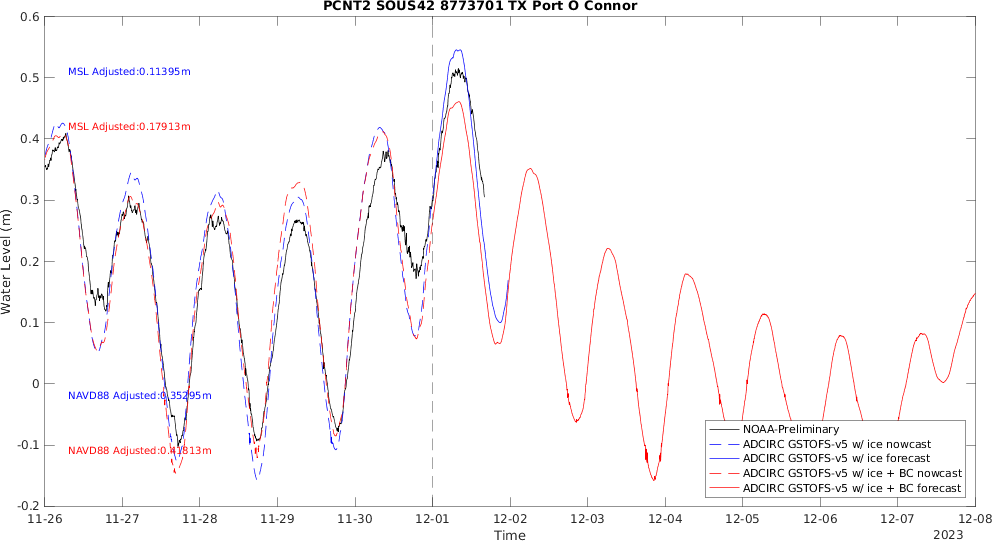 PCNT2 SOUS42 8773701 TX Port O Connor
0.6
0.5
0.4
0.3
0.2
0.1
0
-0.1
-0.2
Water Level (m)
MSL Adjusted:0.11395m
MSL Adjusted:0.17913m
NAVD88 Adjusted:0.35295m
NAVD88 Adjusted:0.41813m
NOAA-Preliminary
ADCIRC GSTOFS-v5 w/ ice nowcast
ADCIRC GSTOFS-v5 w/ ice forecast
ADCIRC GSTOFS-v5 w/ ice + BC nowcast
ADCIRC GSTOFS-v5 w/ ice + BC forecast
11-26 11-27 11-28 11-29 11-30 12-01 12-02 12-03 12-04 12-05 12-06 12-07 12-08
Time
2023